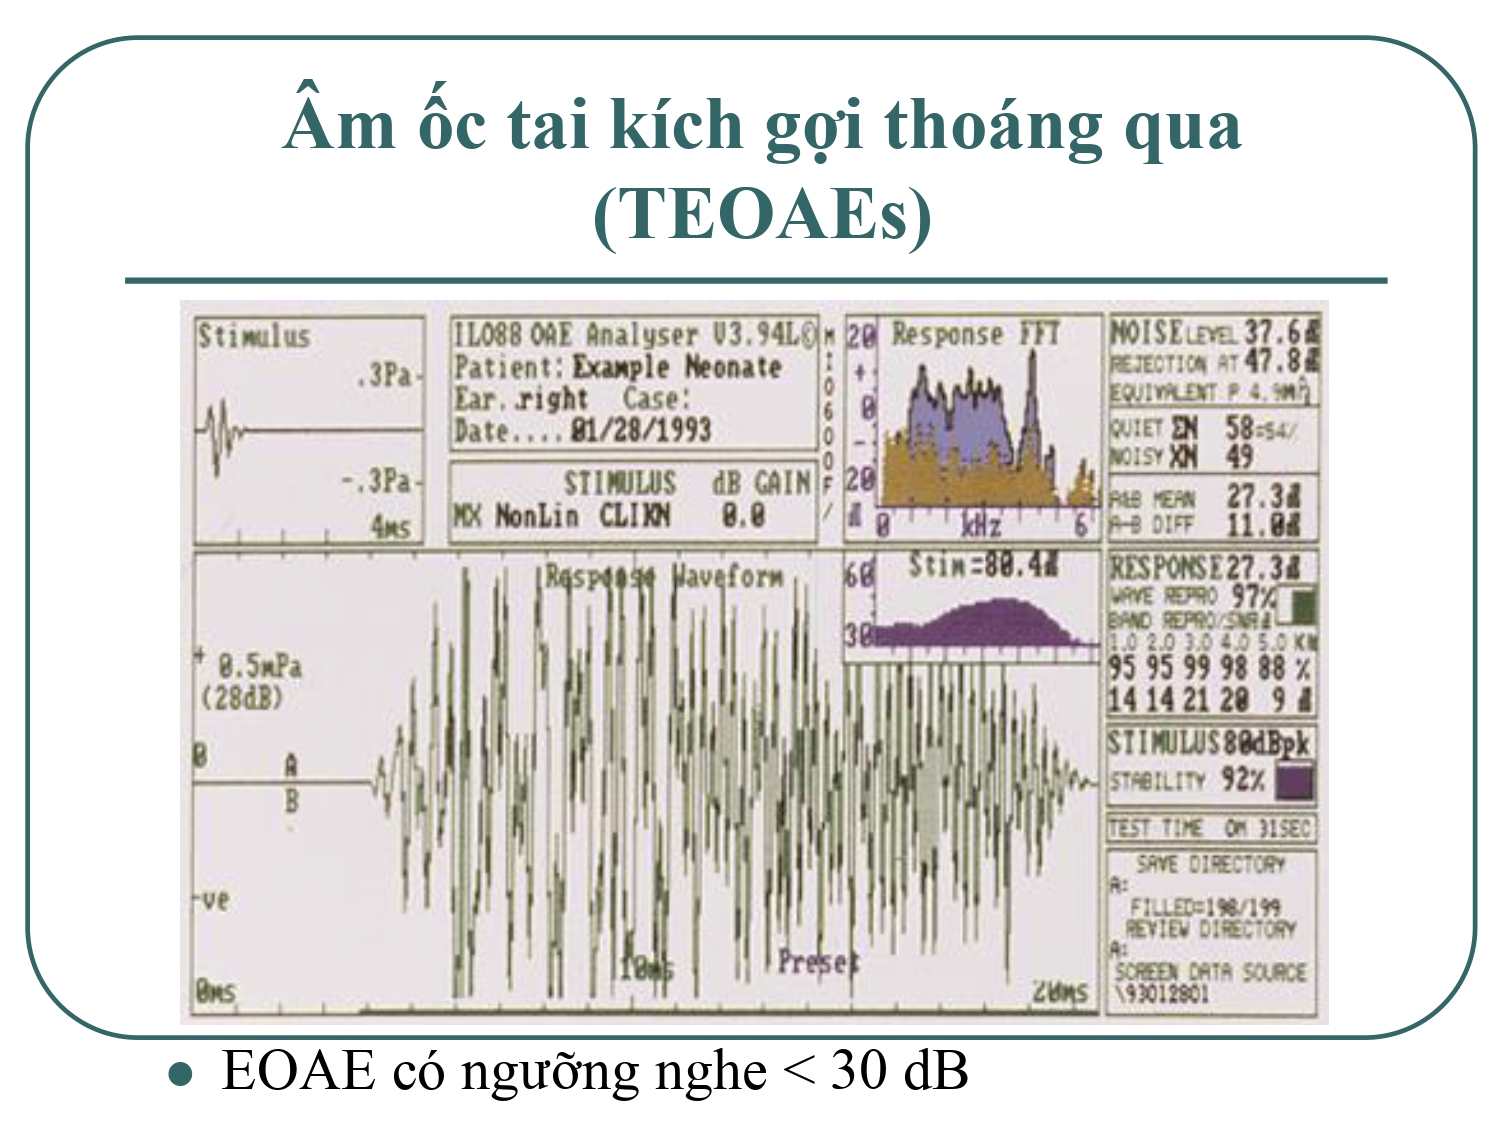 Âm ốc tai kích gợi thoáng qua
(TEOAEs)
Stimulus
.3Pa
-.3Pa
4ms
ILO88 OAE Analyser V3.94L©
Patient: Example Neonate
Ear. .right Case:
Date.... 01/28/1993
STIMULUS dB GAIN
MX NonLin CLIKN 0.0
20 Response FFT
+
0
-
20
dB 0 kHz 6
NOISE LEVEL 37.6dB
REJECTION AT 47.8dB
EQUIVALENT P 4.9MP
QUIET ΣN 58=54/
NOISY XN 49
A&B MEAN 27.3dB
A-B DIFF 11.0dB
Response Waveform
+ 0.5mPa
(28dB)
0
A
B
-ve
0ms
10ms
Preset
20ms
60 Stim=80.4dB
30
RESPONSE 27.3dB
WAVE REPRO 97%
BAND REPRO/SNR dB
1.0 2.0 3.0 4.0 5.0 KH
95 95 99 98 88 %
14 14 21 20 9 dB
STIMULUS 80dBpk
STABILITY 92%
TEST TIME 0M 31SEC
SAVE DIRECTORY
A:
FILLED=198/199
REVIEW DIRECTORY
A:
SCREEN DATA SOURCE
\93012801
EOAE có ngưỡng nghe < 30 dB